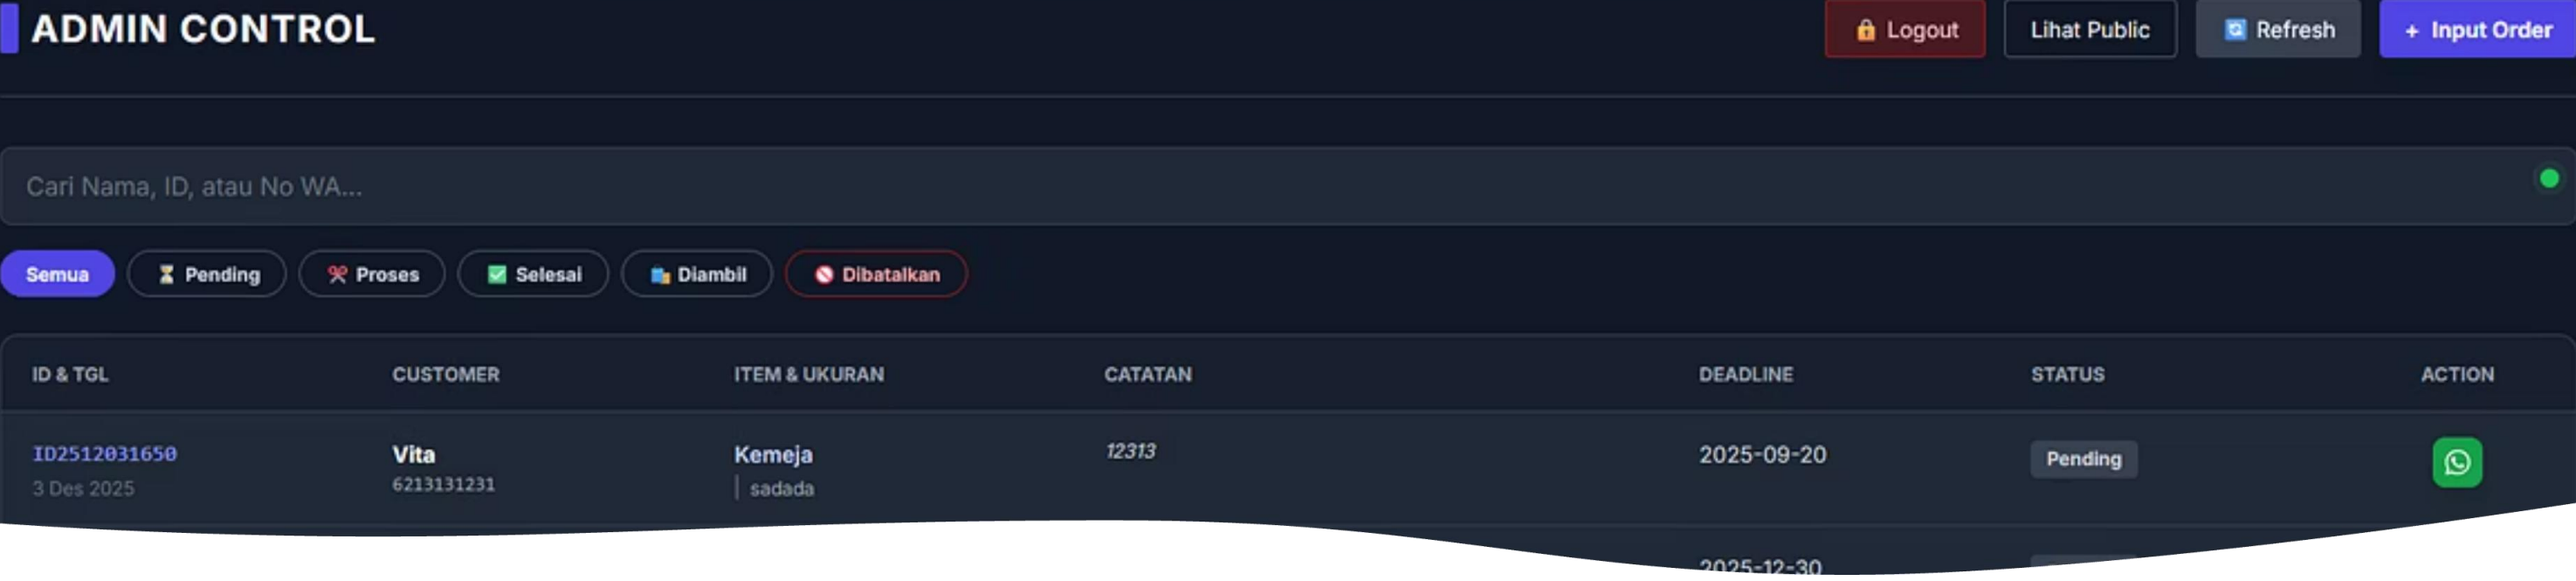 ADMIN CONTROL
Logout
Lihat Public
Refresh
+ Input Order
Cari Nama, ID, atau No WA...
Semua
Pending
Proses
Selesai
Diambil
Dibatalkan
ID & TGL CUSTOMER ITEM & UKURAN CATATAN DEADLINE STATUS ACTION
ID2512031650 Vita Kemeja 12313 2025-09-20 Pending
3 Des 2025 6213131231 sadada
2025-12-30